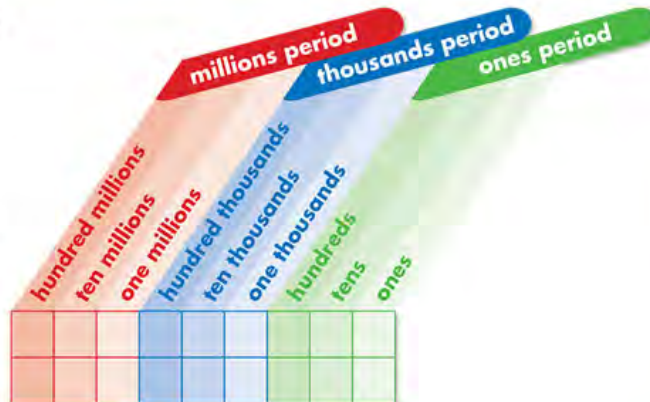 millions period
thousands period
ones period
hundred millions
ten millions
one millions
hundred thousands
ten thousands
one thousands
hundreds
tens
ones